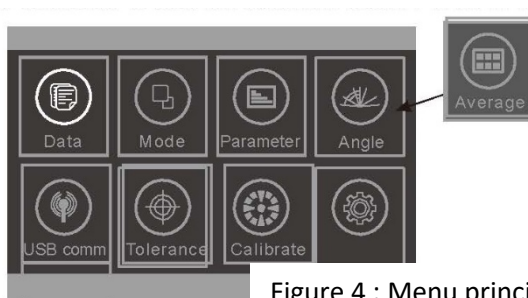 Data Mode Parameter Angle
Average
USB comm Tolerance Calibrate
Figure 4 : Menu princi